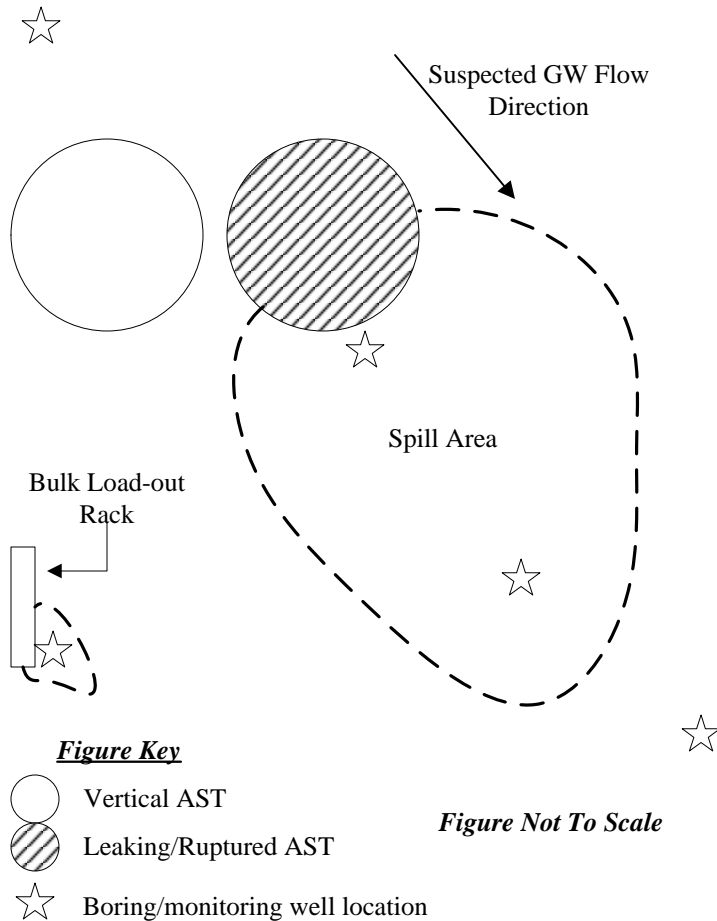 Suspected GW Flow
Direction
Spill Area
Bulk Load-out
Rack
Figure Key
Vertical AST
Leaking/Ruptured AST
Boring/monitoring well location
Figure Not To Scale